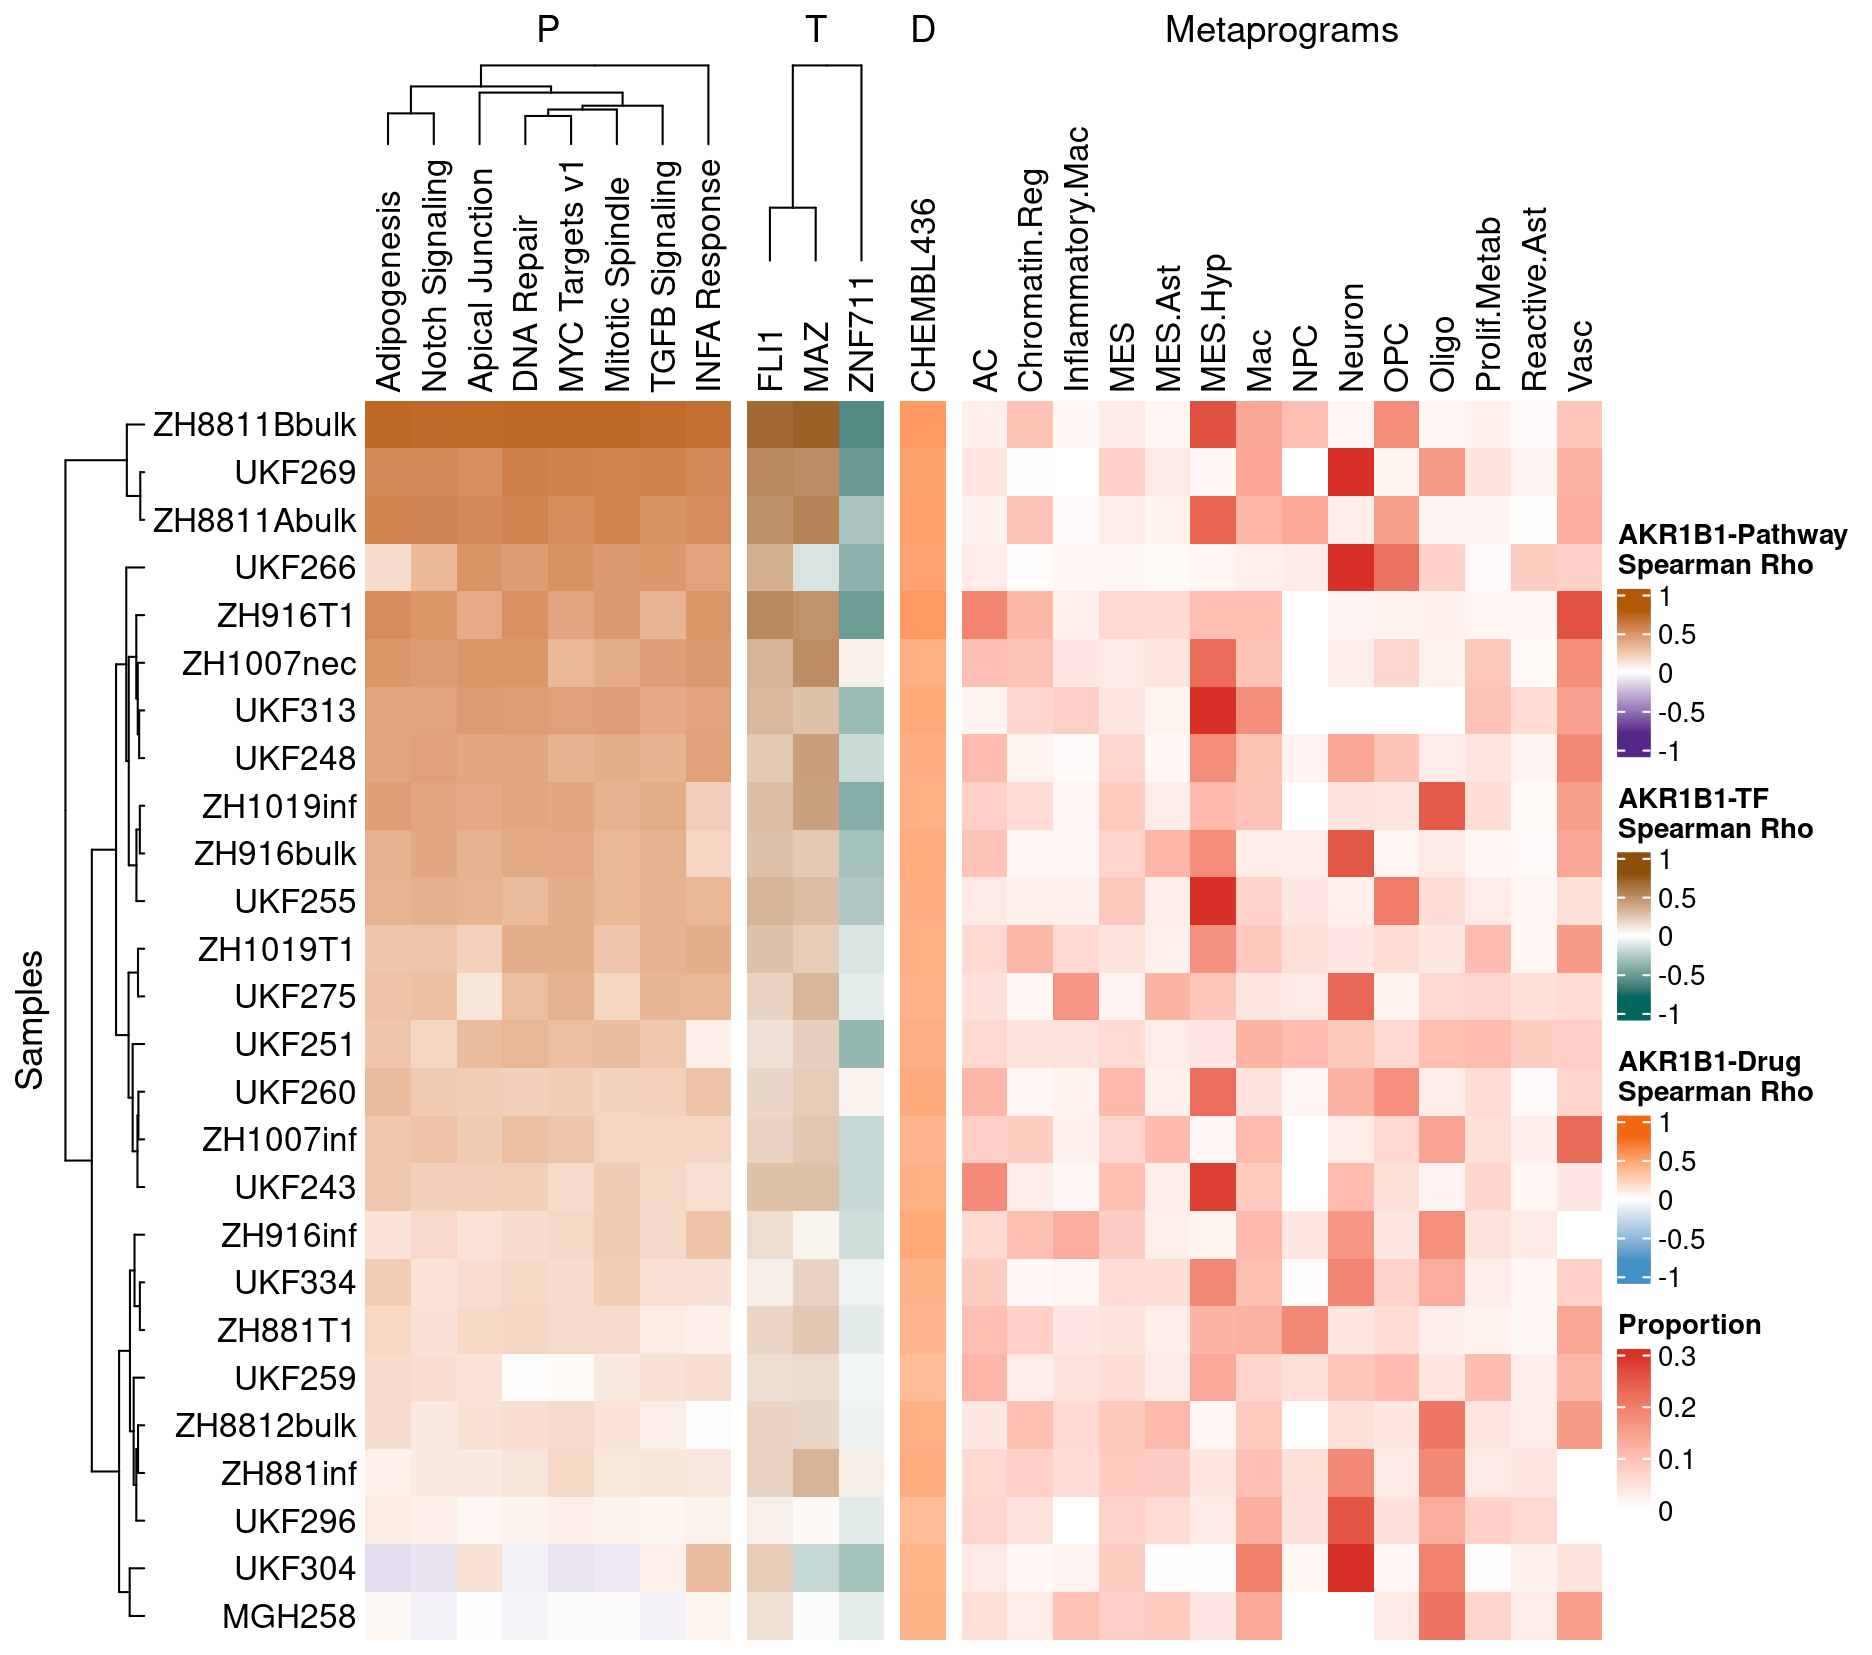 P
T
D
Metaprograms
Adipogenesis
Notch Signaling
Apical Junction
DNA Repair
MYC Targets v1
Mitotic Spindle
TGFB Signaling
INFA Response
FLI1
MAZ
ZNF711
CHEMBL436
AC
Chromatin.Reg
Inflammatory.Mac
MES
MES.Ast
MES.Hyp
Mac
NPC
Neuron
OPC
Oligo
Prolif.Metab
Reactive.Ast
Vasc
Samples
ZH8811Bbulk
UKF269
ZH8811Abulk
UKF266
ZH916T1
ZH1007nec
UKF313
UKF248
ZH1019inf
ZH916bulk
UKF255
ZH1019T1
UKF275
UKF251
UKF260
ZH1007inf
UKF243
ZH916inf
UKF334
ZH881T1
UKF259
ZH8812bulk
ZH881inf
UKF296
UKF304
MGH258
AKR1B1-Pathway
Spearman Rho
1
0.5
0
-0.5
-1
AKR1B1-TF
Spearman Rho
1
0.5
0
-0.5
-1
AKR1B1-Drug
Spearman Rho
1
0.5
0
-0.5
-1
Proportion
0.3
0.2
0.1
0